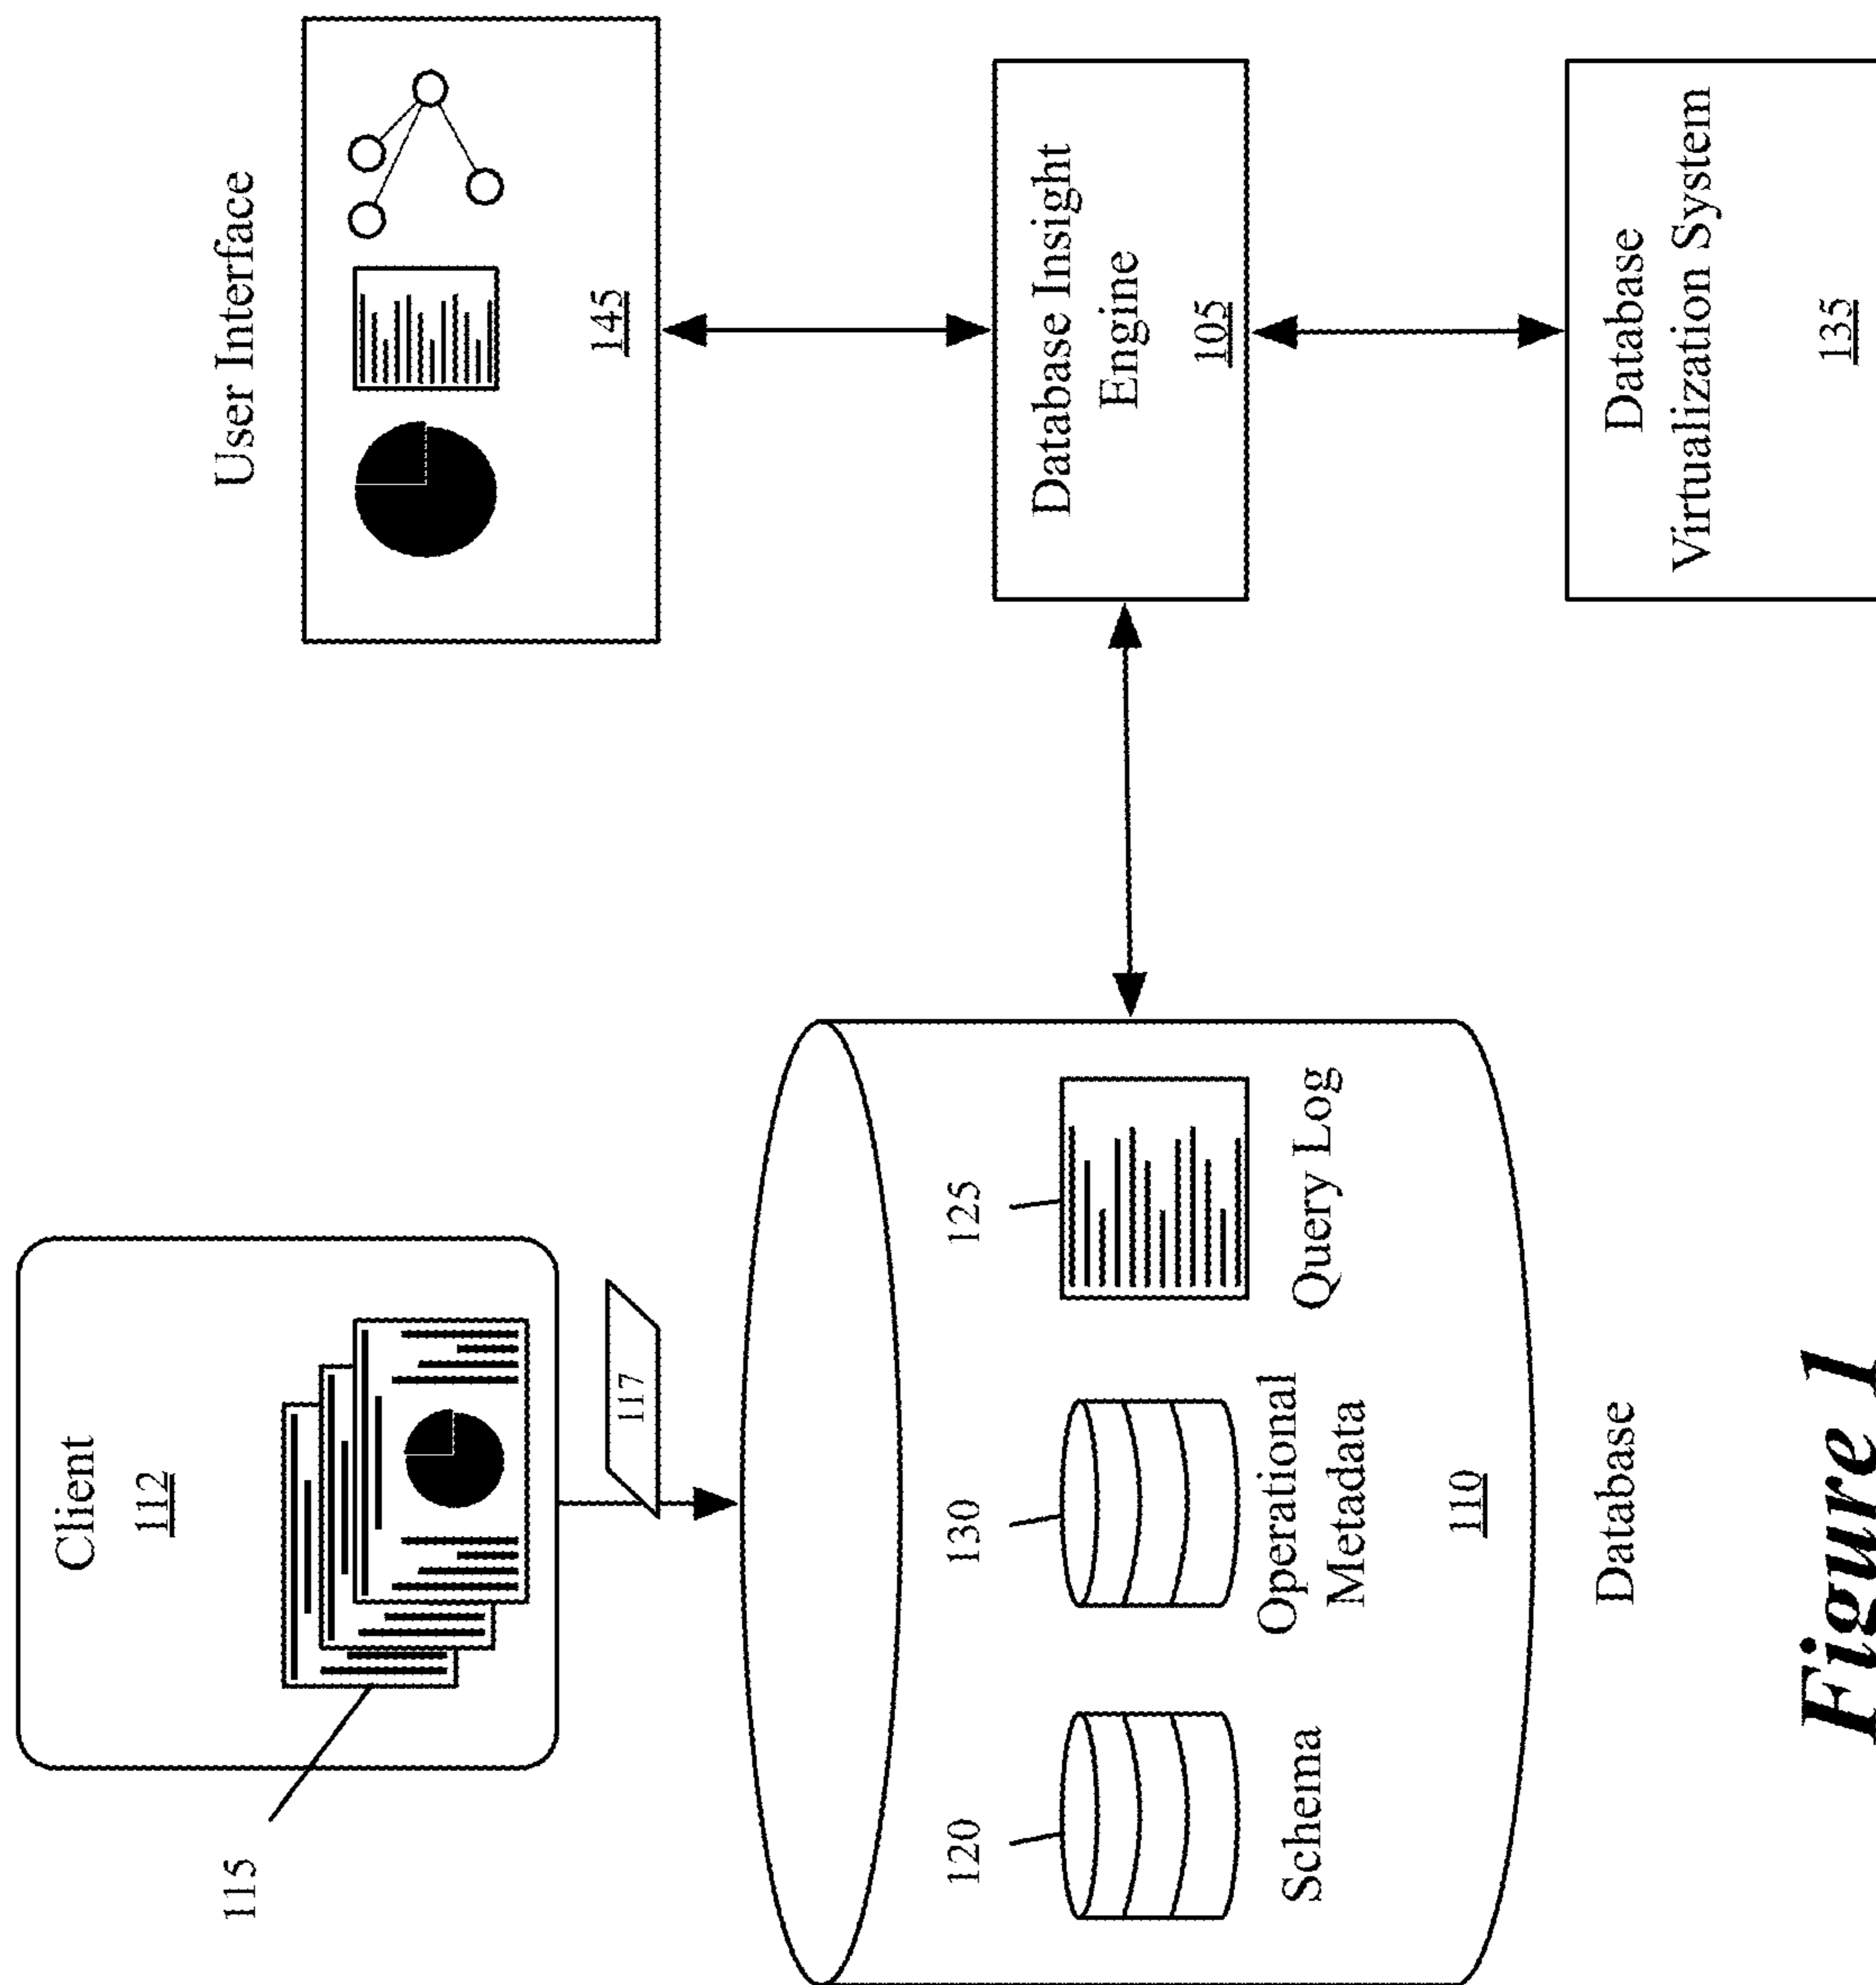 115
Client
112
117
120
Schema
130
Operational
Metadata
125
Query Log
110
Database
User Interface
145
Database Insight
Engine
105
Database
Virtualization System
135
Figure 1